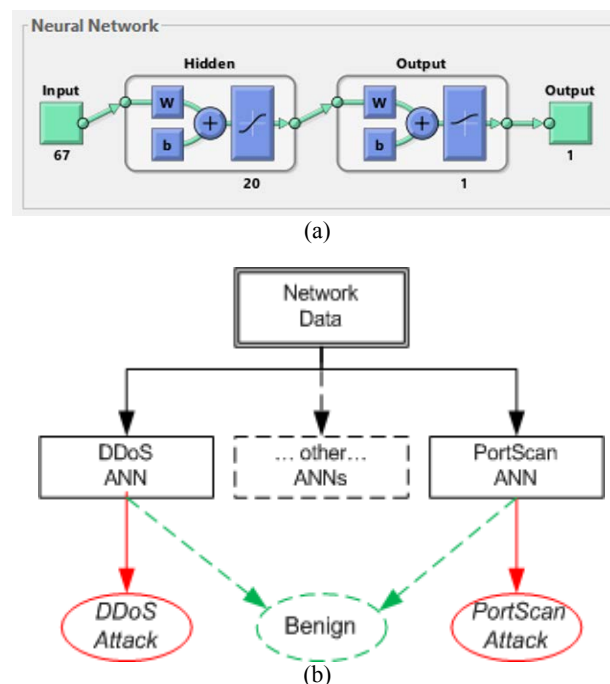 Neural Network
Hidden
Output
Input
Output
W
b
+
W
b
+
67
20
1
1
(a)
Network
Data
DDoS
ANN
... other...
ANNs
PortScan
ANN
DDoS
Attack
Benign
PortScan
Attack
(b)